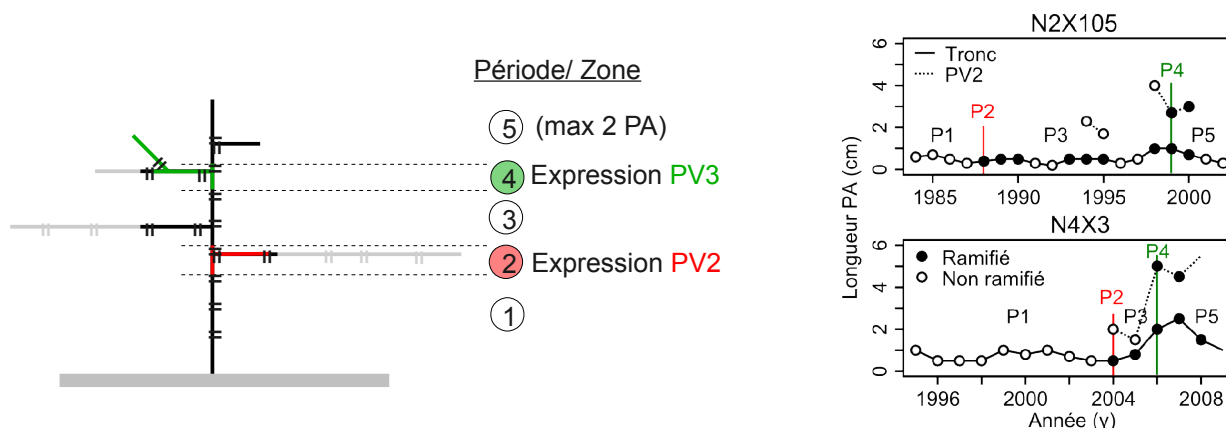 Période/ Zone
5 (max 2 PA)
4 Expression PV3
3
2 Expression PV2
1
Longueur PA (cm)
N2X105
6
4
2
0
Tronc
PV2
P1
P2
P3
P4
P5
1985
1990
1995
2000
N4X3
6
4
2
0
Ramifié
Non ramifié
P1
P2
P3
P4
P5
1996
2000
2004
2008
Année (y)